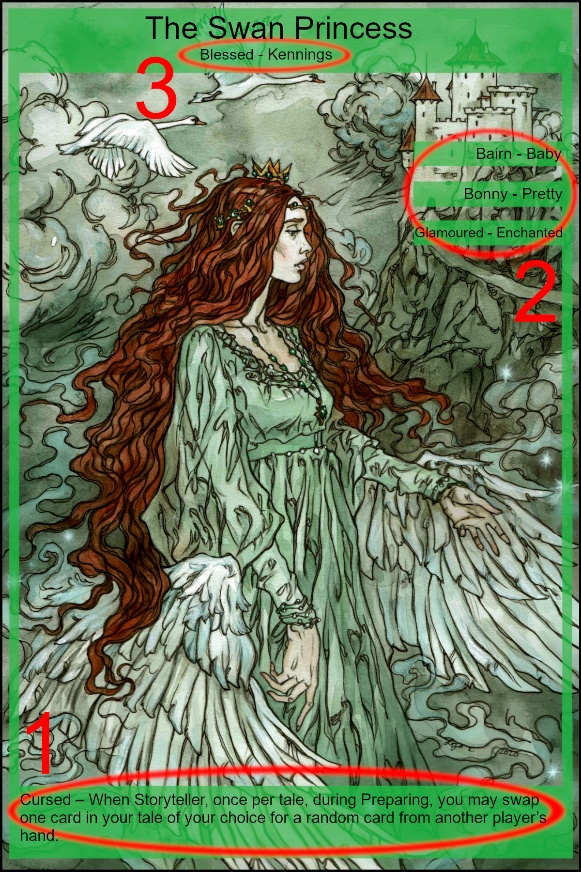 The Swan Princess
Blessed - Kennings
3
Bairn - Baby
Bonny - Pretty
Glamoured - Enchanted
2
1
Cursed – When Storyteller, once per tale, during Preparing, you may swap
one card in your tale of your choice for a random card from another player's
hand.